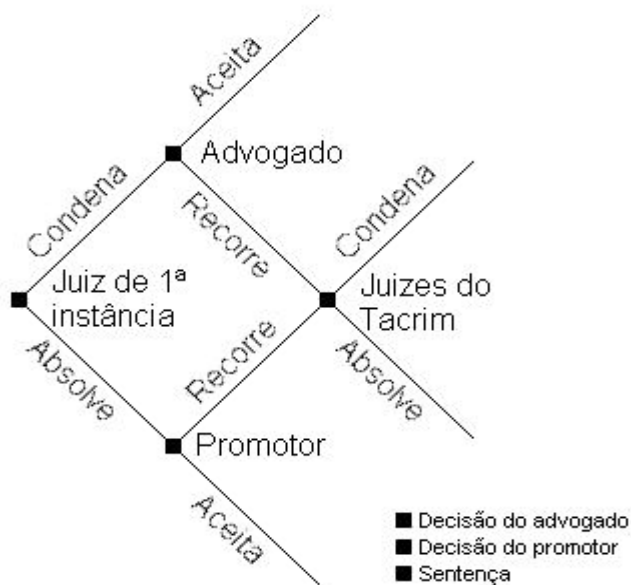 Aceita
Advogado
Condena
Recorre
Condena
Juiz de 1ª
instância
Juizes do
Tacrim
Absolve
Recorre
Absolve
Promotor
Aceita
Decisão do advogado
Decisão do promotor
Sentença